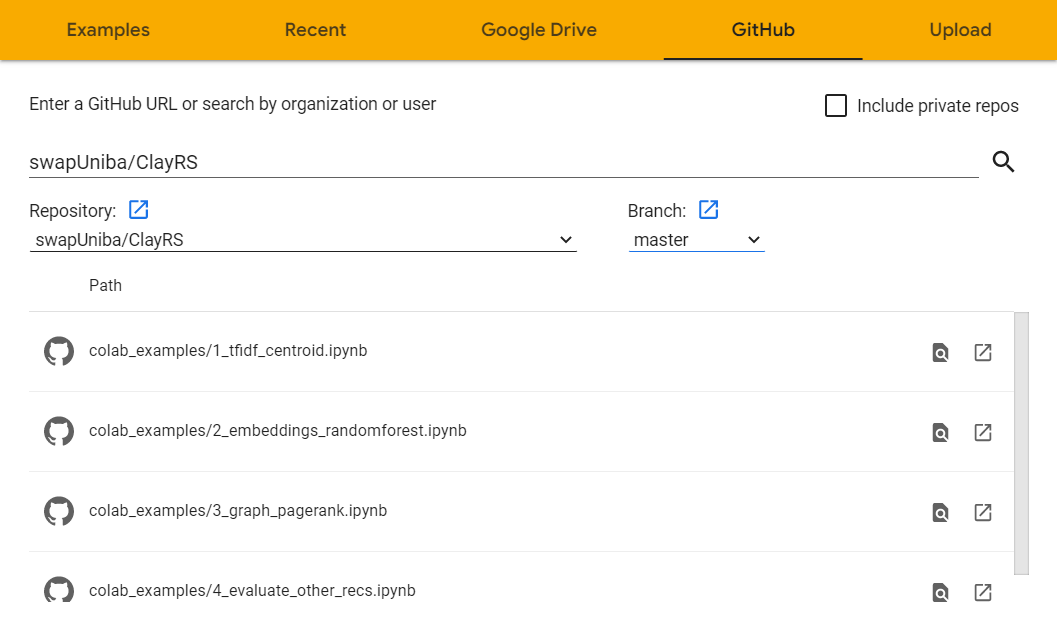 Examples Recent Google Drive GitHub Upload
Enter a GitHub URL or search by organization or user Include private repos
swapUniba/ClayRS
Repository: Branch:
swapUniba/ClayRS master
Path
colab_examples/1_tfidf_centroid.ipynb
colab_examples/2_embeddings_randomforest.ipynb
colab_examples/3_graph_pagerank.ipynb
colab_examples/4_evaluate_other_recs.ipynb